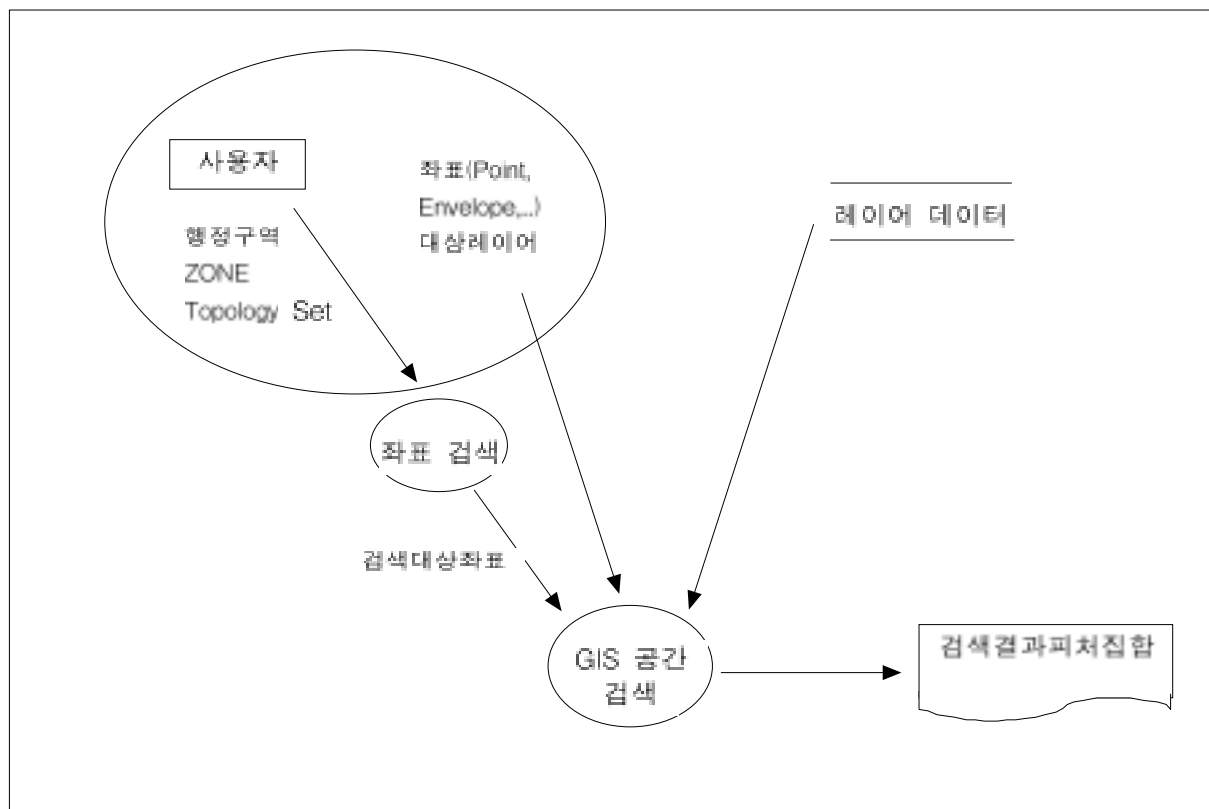 사용자
행정구역
ZONE
Topology Set
좌표(Point,
Envelope,..)
대상레이어
레이어 데이터
좌표 검색
검색대상좌표
GIS 공간
검색
검색결과피처집합